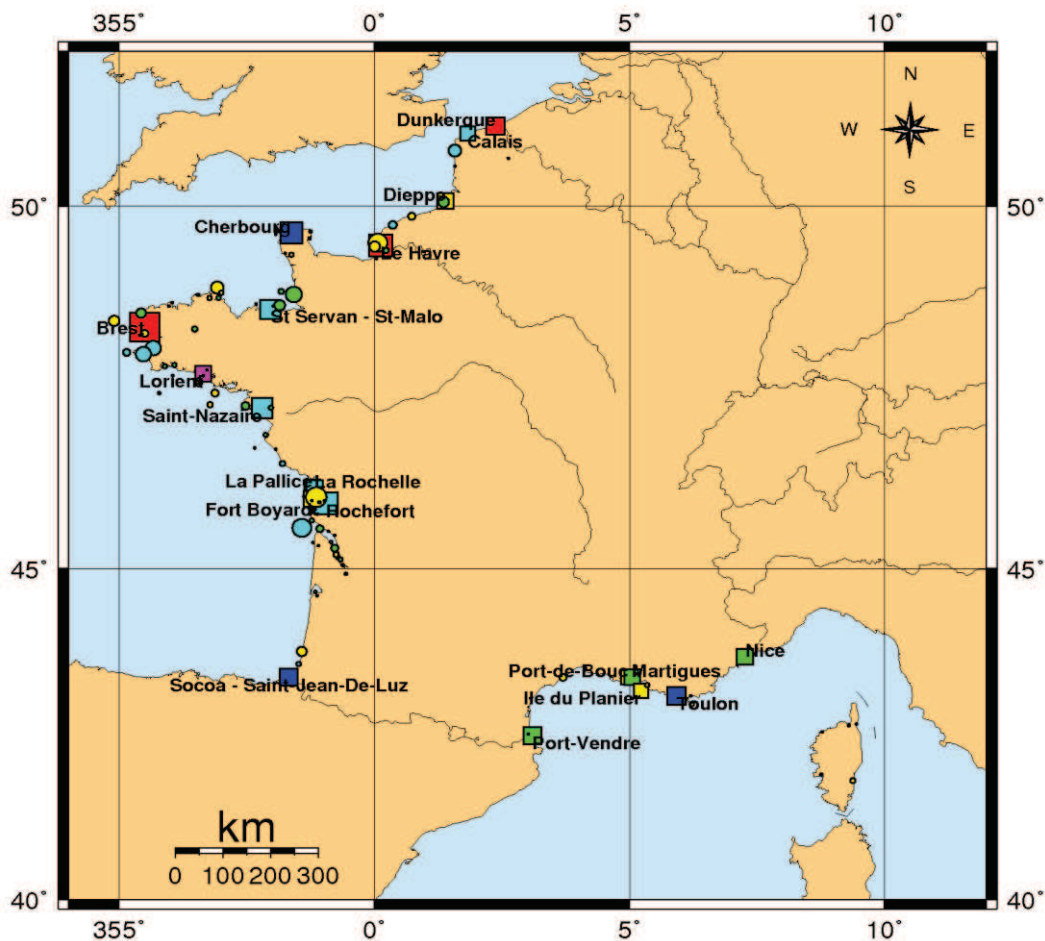 355° 0° 5° 10°
N
W E
S
Dunkerque
Calais
Dieppe
50° 50°
Cherbourg
Le Havre
St Servan - St-Malo
Brest
Lorient
Saint-Nazaire
La Pallice La Rochelle
Fort Boyard Rochefort
45° 45°
Nice
Port-de-Bouc Martigues
Socoa - Saint-Jean-De-Luz
Ile du Planier
Toulon
Port-Vendre
km
0 100 200 300
40° 40°
355° 0° 5° 10°